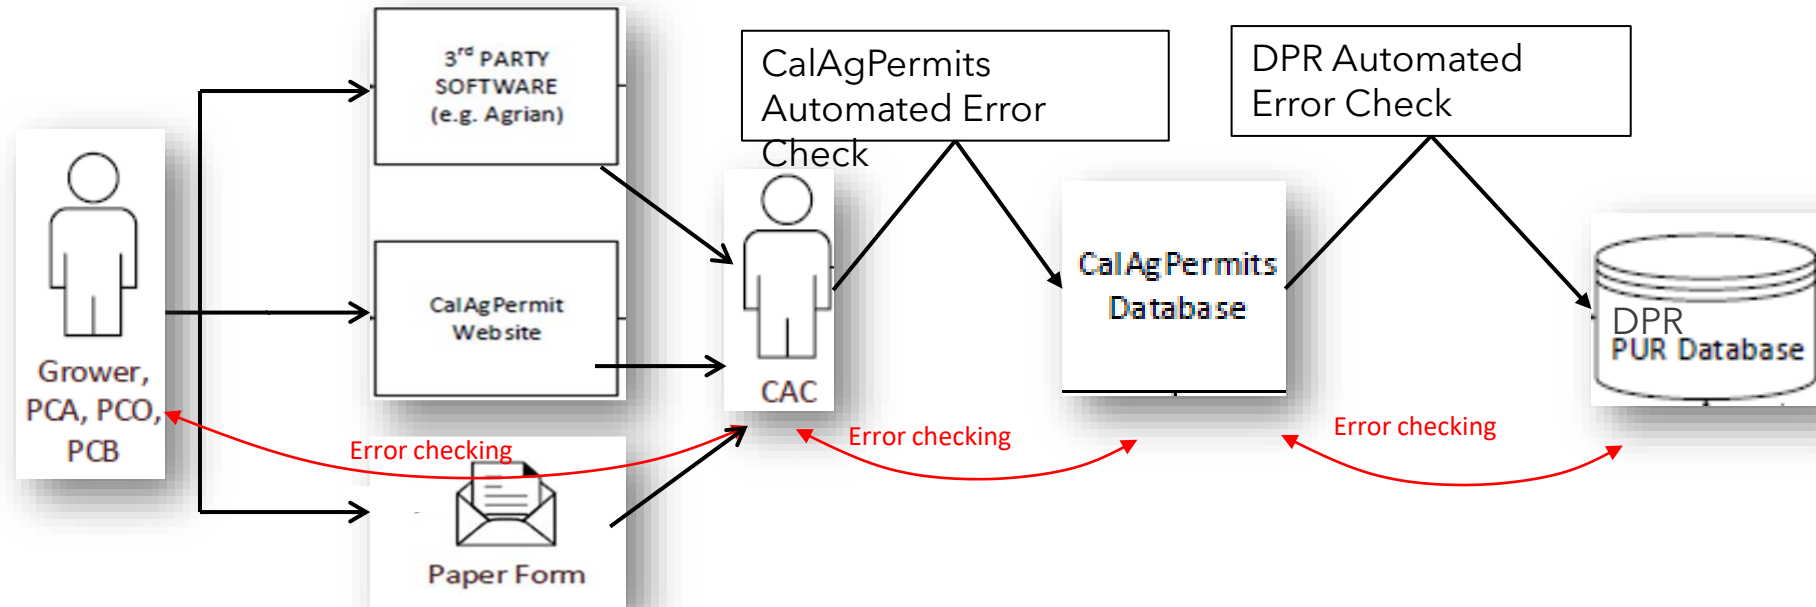 3rd PARTY
SOFTWARE
(e.g. Agrian)
CalAgPermits
Automated Error
Check
DPR Automated
Error Check
Grower,
PCA, PCO,
PCB
CalAgPermit
Website
CAC
CalAgPermits
Database
DPR
PUR Database
Error checking
Error checking
Error checking
Paper Form